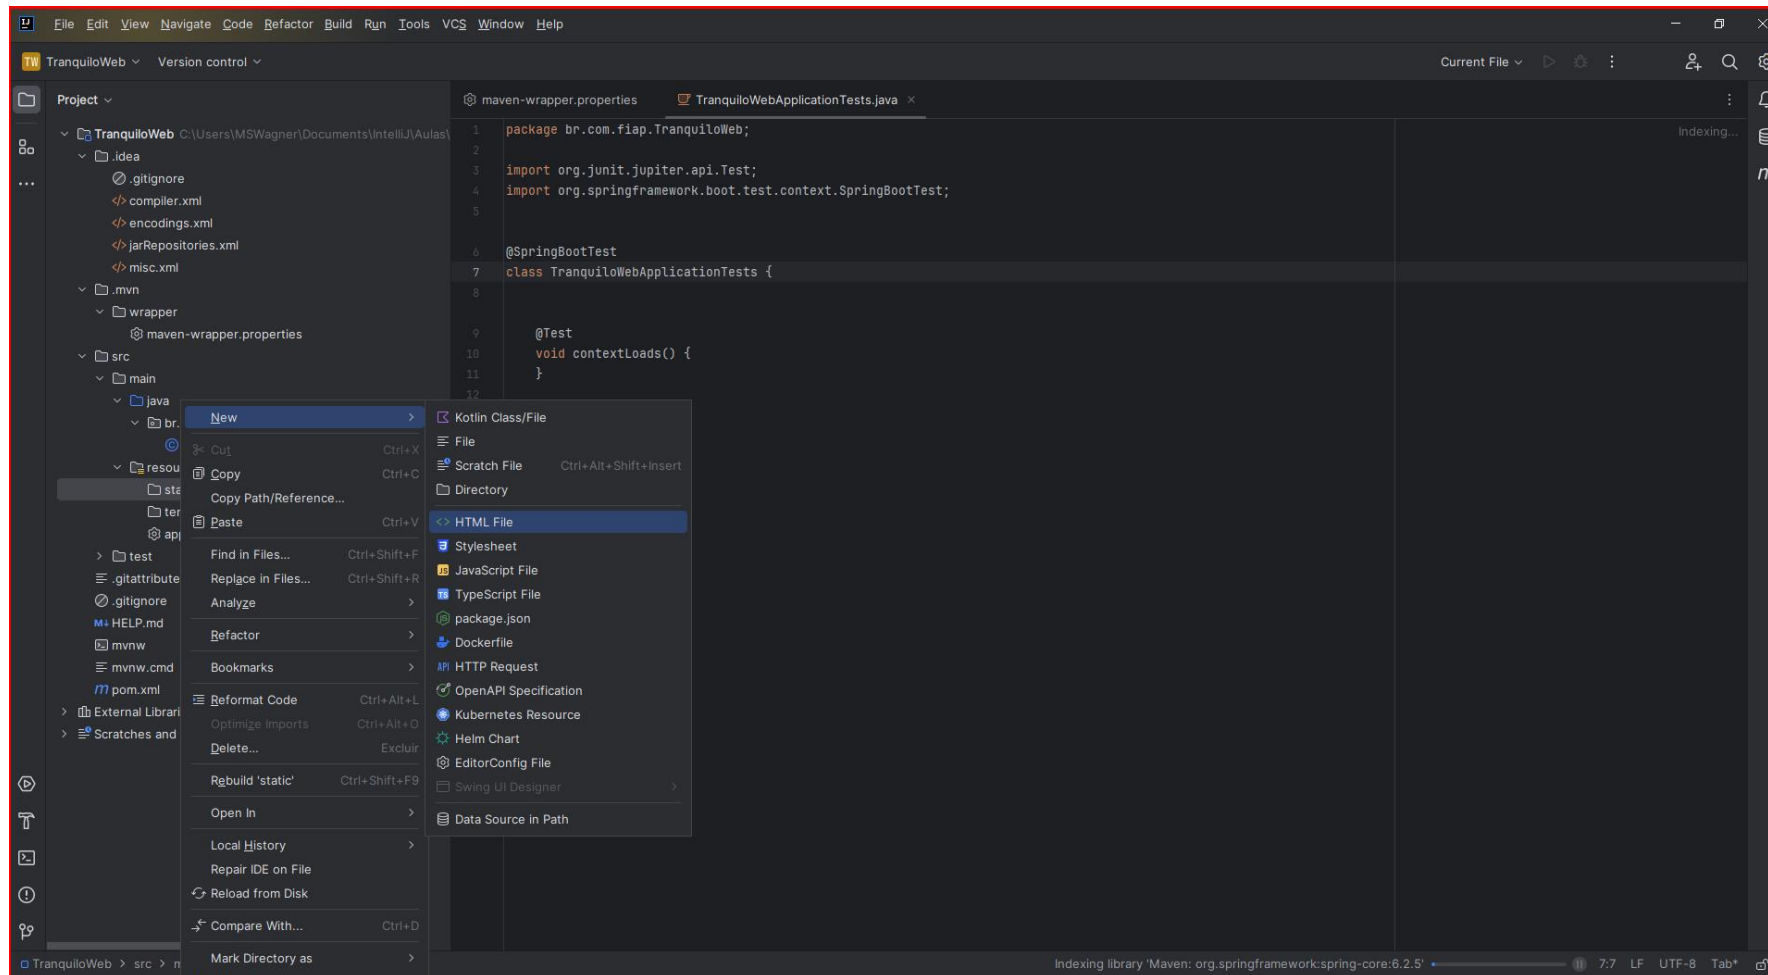 File Edit View Navigate Code Refactor Build Run Tools VCS Window Help
TW TranquiloWeb Version control Current File
Project
maven-wrapper.properties TranquiloWebApplicationTests.java
TranquiloWeb C:\Users\MSWagner\Documents\IntelliJ\Aulas\
.idea
.gitignore
compiler.xml
encodings.xml
jarRepositories.xml
misc.xml
.mvn
wrapper
maven-wrapper.properties
src
main
java
br.
resou
sta
app
test
.gitattribute
.gitignore
HELP.md
mvnw
mvnw.cmd
pom.xml
External Librari
Scratches and
1 package br.com.fiap.TranquiloWeb;
2
3 import org.junit.jupiter.api.Test;
4 import org.springframework.boot.test.context.SpringBootTest;
5
6 @SpringBootTest
7 class TranquiloWebApplicationTests {
8
9 @Test
10 void contextLoads() {
11 }
12
Indexing...
New
Cut Ctrl+X
Copy Ctrl+C
Copy Path/Reference...
Paste Ctrl+V
Find in Files... Ctrl+Shift+F
Replace in Files... Ctrl+Shift+R
Analyze
Refactor
Bookmarks
Reformat Code Ctrl+Alt+L
Optimize Imports Ctrl+Alt+O
Delete... Excluir
Rebuild 'static' Ctrl+Shift+F9
Open In
Local History
Repair IDE on File
Reload from Disk
Compare With... Ctrl+D
Mark Directory as
Kotlin Class/File
File
Scratch File Ctrl+Alt+Shift+Insert
Directory
HTML File
Stylesheet
JavaScript File
TypeScript File
package.json
Dockerfile
HTTP Request
OpenAPI Specification
Kubernetes Resource
Helm Chart
EditorConfig File
Swing UI Designer
Data Source in Path
TranquiloWeb > src >
Indexing library 'Maven: org.springframework:spring-core:6.2.5' 7:7 LF UTF-8 Tab*